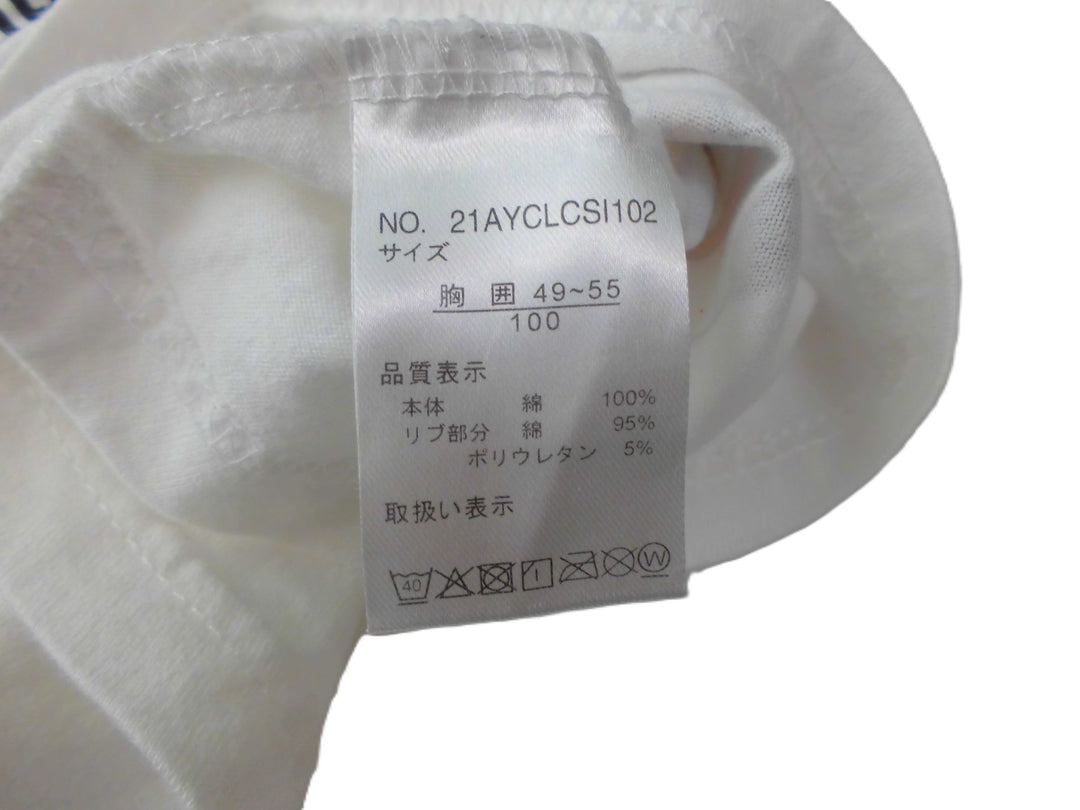 NO. 21AYCLCSI102
サイズ
胸 囲 49~55
100
品質表示
本体 綿 100%
リブ部分 綿 95%
ポリウレタン 5%
取扱い表示
40 W